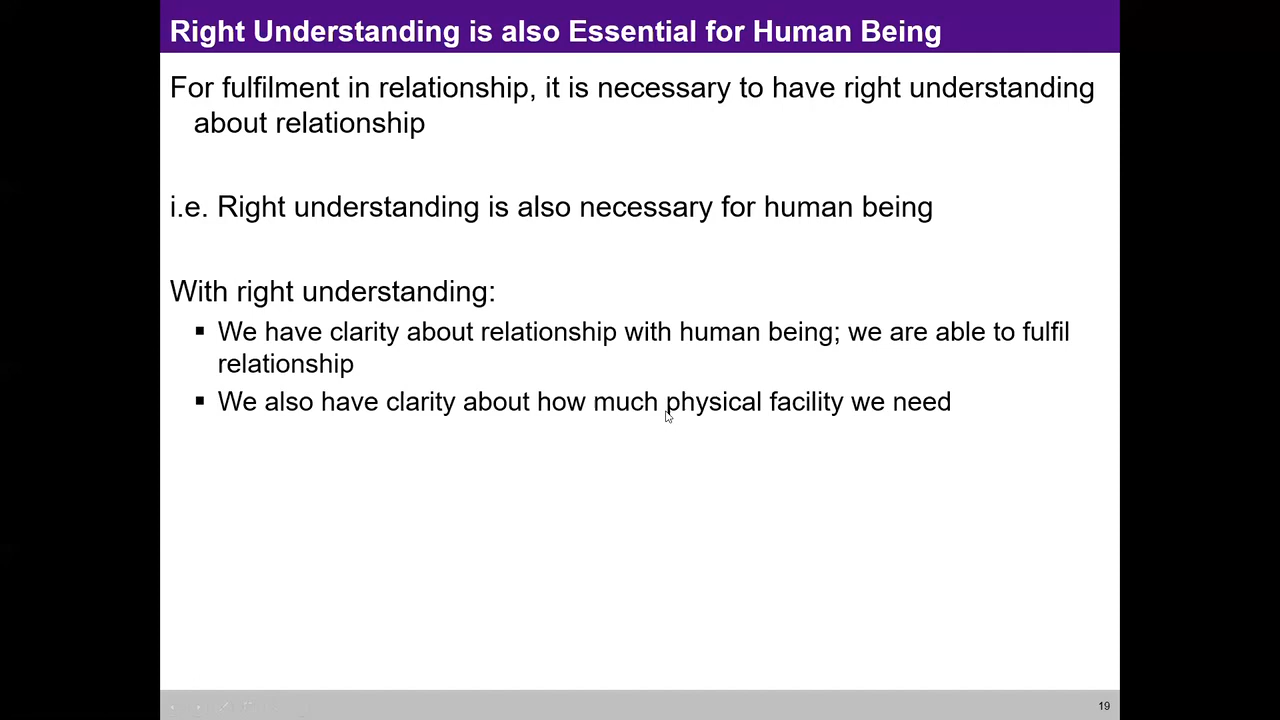 Right Understanding is also Essential for Human Being
For fulfilment in relationship, it is necessary to have right understanding
about relationship
i.e. Right understanding is also necessary for human being
With right understanding:
▪ We have clarity about relationship with human being; we are able to fulfil
relationship
▪ We also have clarity about how much physical facility we need
19